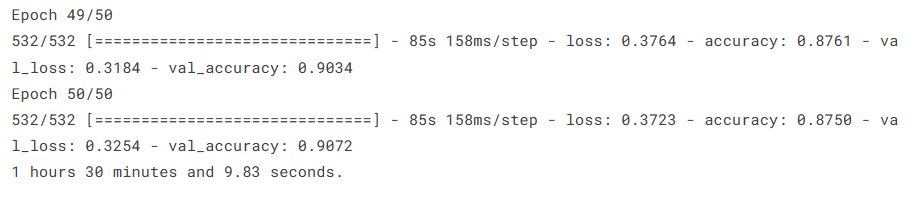 Epoch 49/50
532/532 [==============================] - 85s 158ms/step - loss: 0.3764 - accuracy: 0.8761 - va
l_loss: 0.3184 - val_accuracy: 0.9034
Epoch 50/50
532/532 [==============================] - 85s 158ms/step - loss: 0.3723 - accuracy: 0.8750 - va
l_loss: 0.3254 - val_accuracy: 0.9072
1 hours 30 minutes and 9.83 seconds.